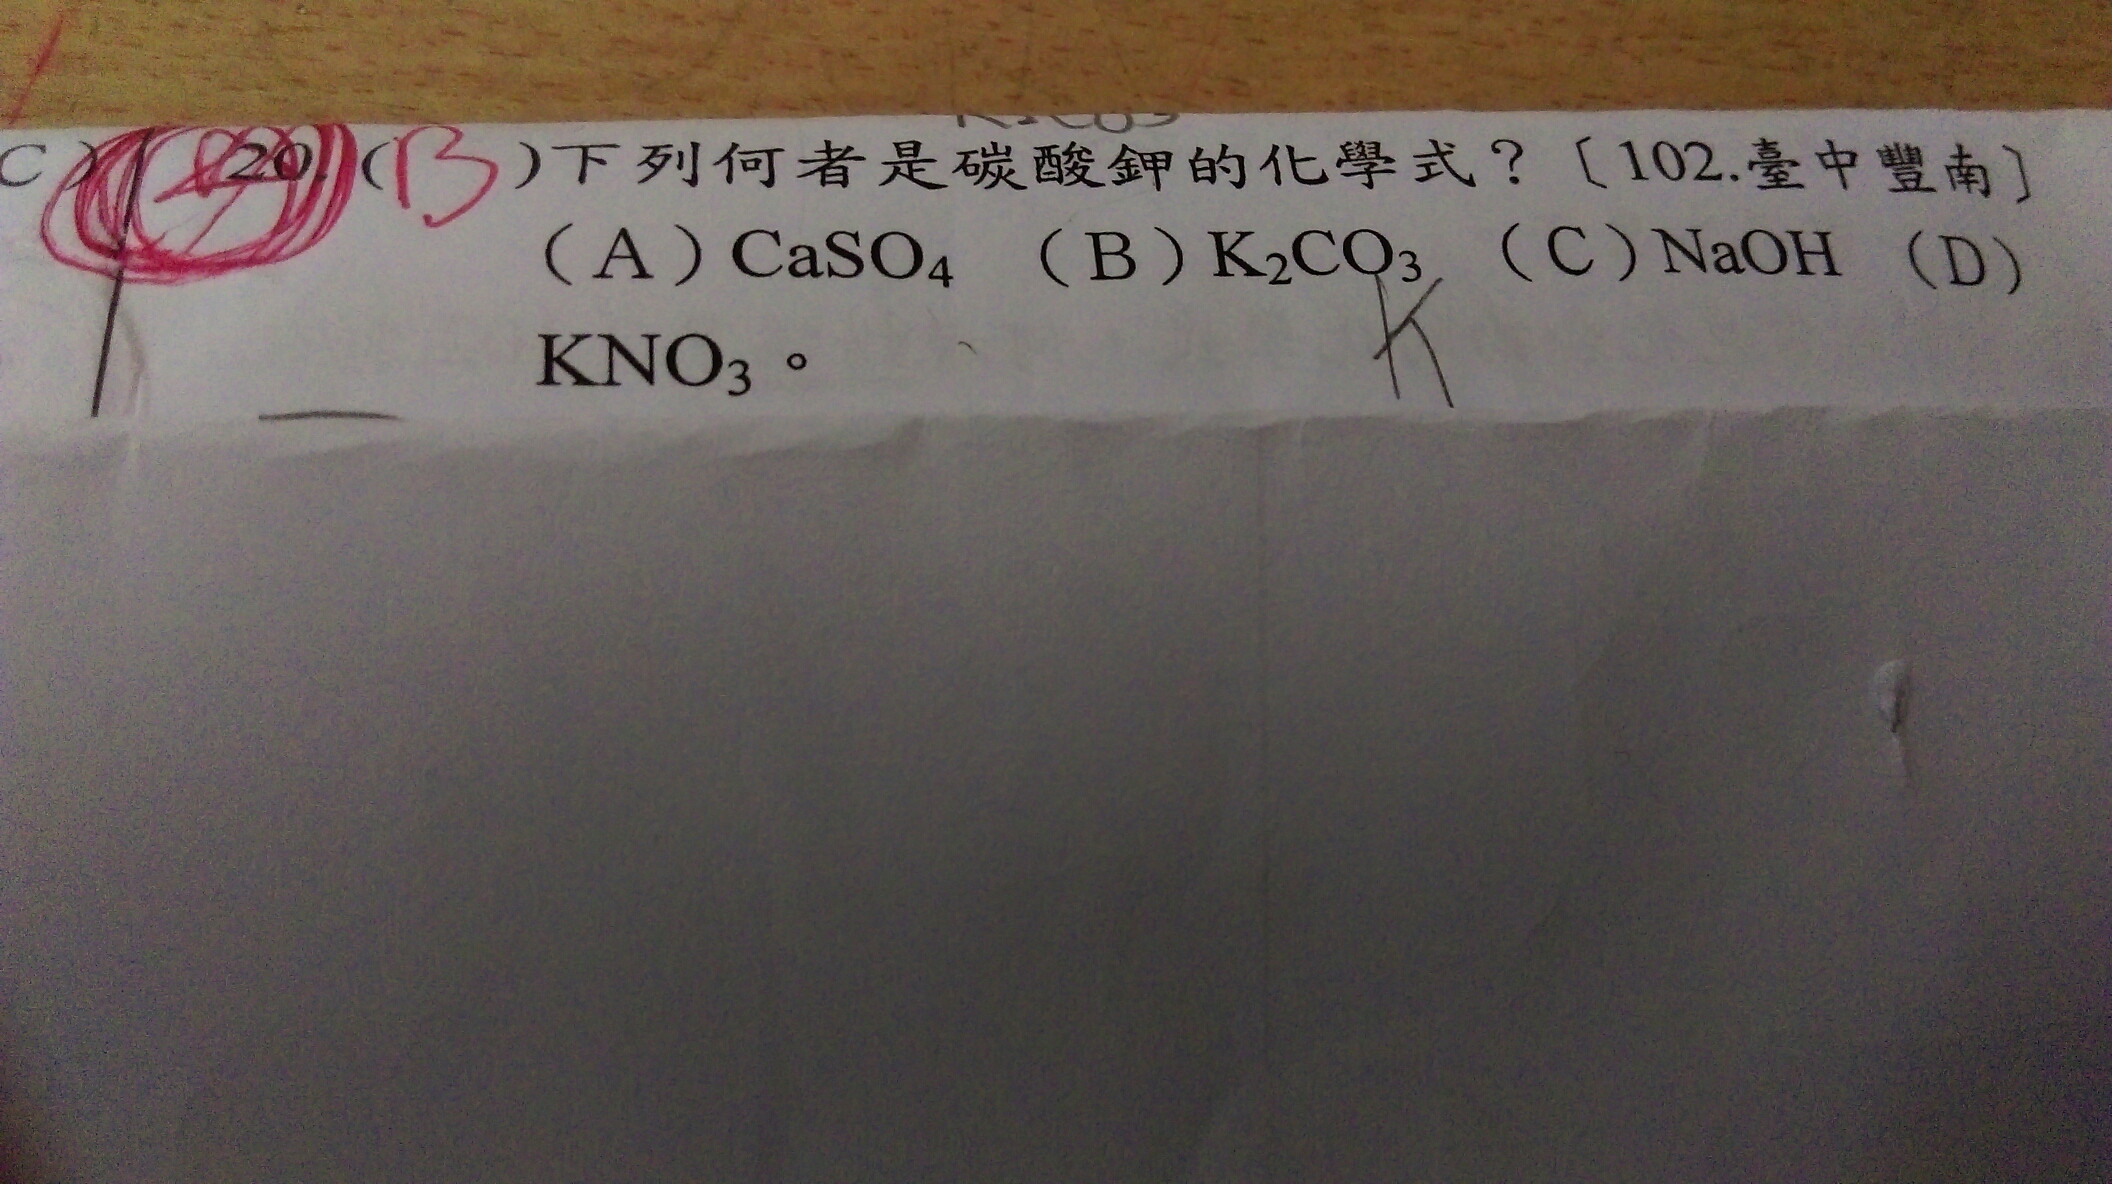 K2CO3
C) 20. (B)下列何者是碳酸鉀的化學式？〔102.臺中豐南〕
(A)CaSO₄ (B)K₂CO₃ (C)NaOH (D)
KNO₃。
K